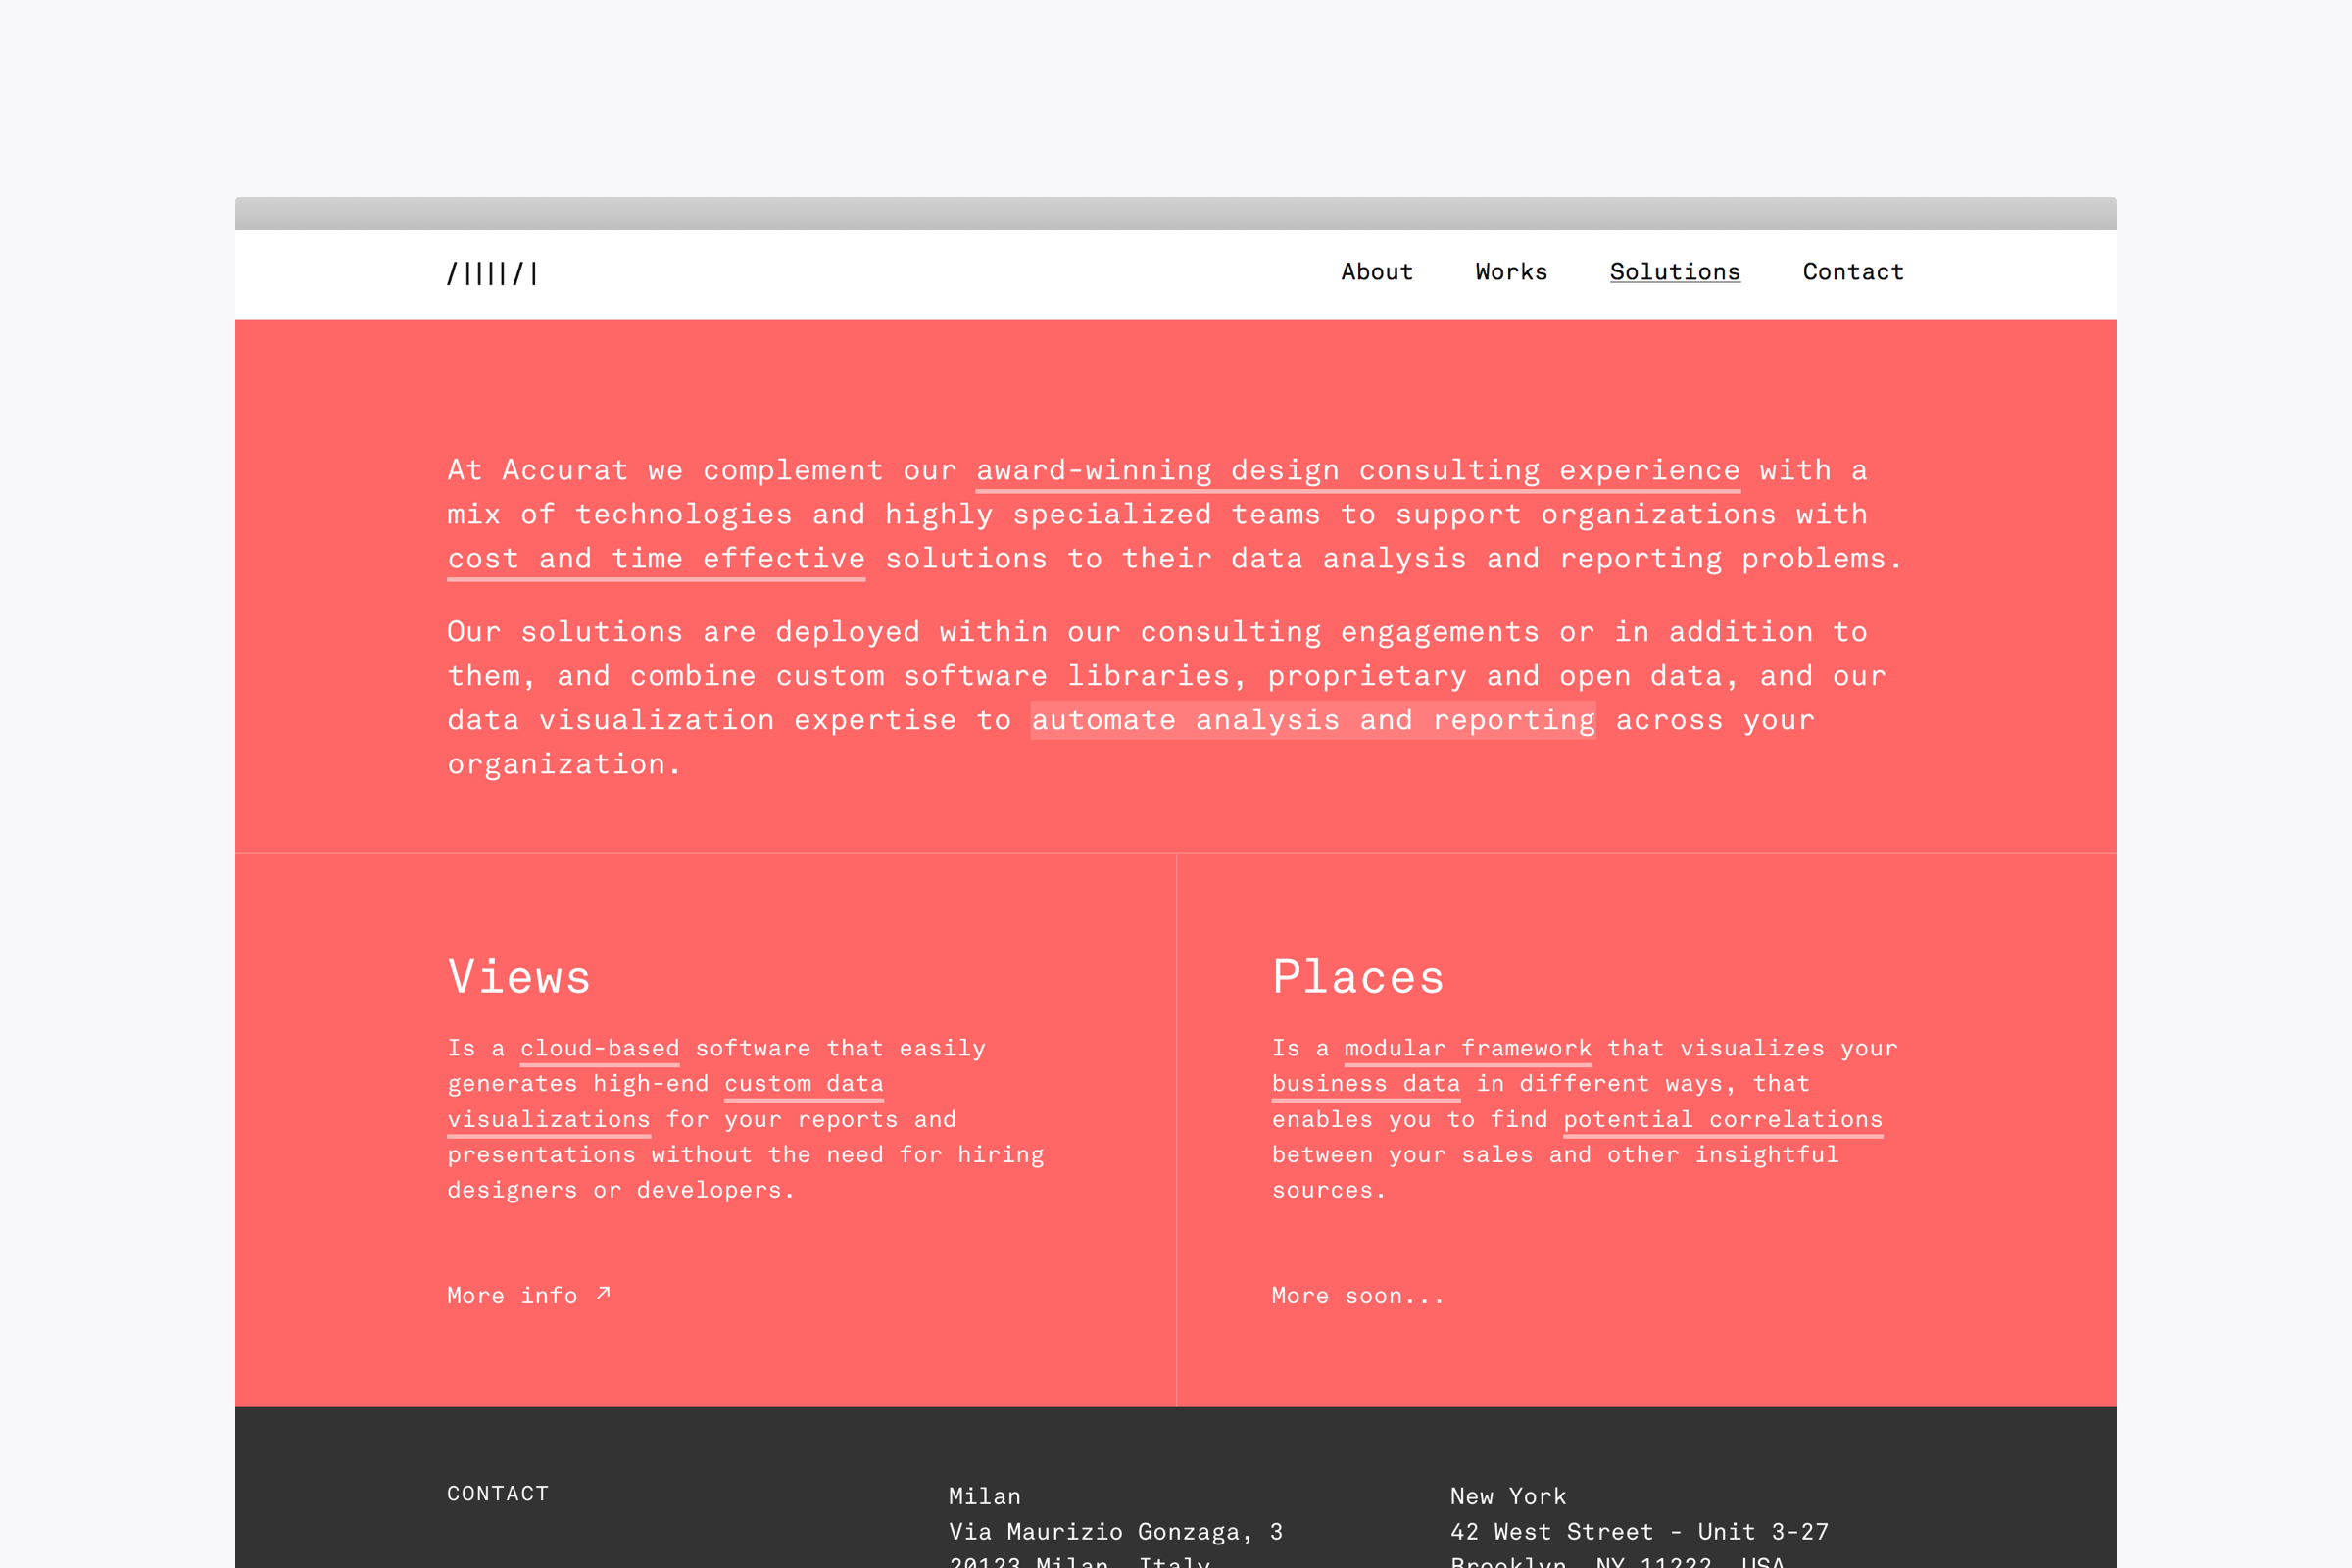 About Works Solutions Contact
At Accurat we complement our award-winning design consulting experience with a
mix of technologies and highly specialized teams to support organizations with
cost and time effective solutions to their data analysis and reporting problems.
Our solutions are deployed within our consulting engagements or in addition to
them, and combine custom software libraries, proprietary and open data, and our
data visualization expertise to automate analysis and reporting across your
organization.
Views
Is a cloud-based software that easily
generates high-end custom data
visualizations for your reports and
presentations without the need for hiring
designers or developers.
More info ↗
Places
Is a modular framework that visualizes your
business data in different ways, that
enables you to find potential correlations
between your sales and other insightful
sources.
More soon...
CONTACT
Milan
Via Maurizio Gonzaga, 3
20123 Milan, Italy
New York
42 West Street - Unit 3-27
Brooklyn, NY 11222, USA